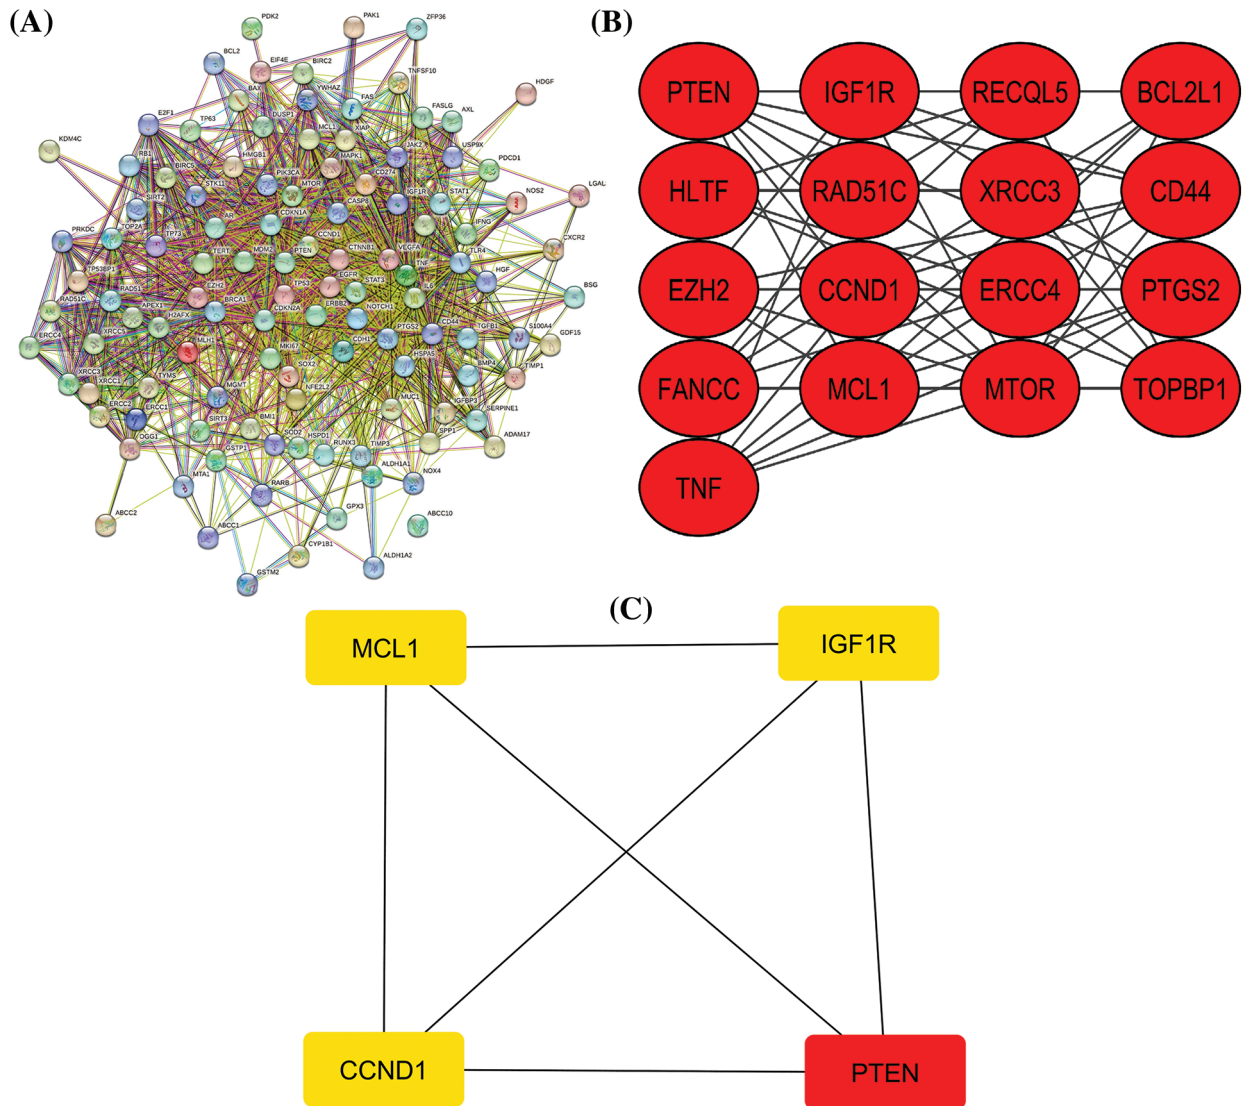 (A)
(B)
PDK2
PAK1
ZFP36
BCL2
EIF4E
BIRC2
TNFSF10
YWHAZ
HDGF
BAX
FAS
FASLG
AXL
E2F1
TP63
DUSP1
MCL1
XIAP
KDM4C
JAK2
USP9X
RB1
BIRC5
HMGB1
MAPK1
PDCD1
PIK3CA
CD274
STK11
MTOR
IGF1R
STAT1
NOS2
LGAL
SIRT2
CASP8
AR
CDKN1A
IFNG
PRKDC
TOP2A
TP73
CCND1
CXCR2
TERT
MDM2
PTEN
CTNNB1
VEGFA
TLR4
TP53BP1
TNF
HGF
EZH2
TP53
EGFR
STAT3
IL6
BSG
RAD51
RAD51C
APEX1
BRCA1
ERBB2
CDKN2A
NOTCH1
XRCC5
H2AFX
PTGS2
CD44
TGFB1
S100A4
GDF15
ERCC4
MLH1
MKI67
CDH1
HSPA5
BMP4
TIMP1
XRCC3
XRCC1
TYMS
SOX2
NFE2L2
MGMT
ERCC2
ERCC1
MUC1
IGFBP3
SERPINE1
SIRT3
BMI1
OGG1
SOD2
HSPD1
RUNX3
TIMP3
SPP1
ADAM17
GSTP1
MTA1
RARB
ALDH1A1
NOX4
ABCC2
ABCC1
GPX3
ABCC10
CYP1B1
GSTM2
ALDH1A2
PTEN
IGF1R
RECQL5
BCL2L1
HLTF
RAD51C
XRCC3
CD44
EZH2
CCND1
ERCC4
PTGS2
FANCC
MCL1
MTOR
TOPBP1
TNF
(C)
MCL1
IGF1R
CCND1
PTEN